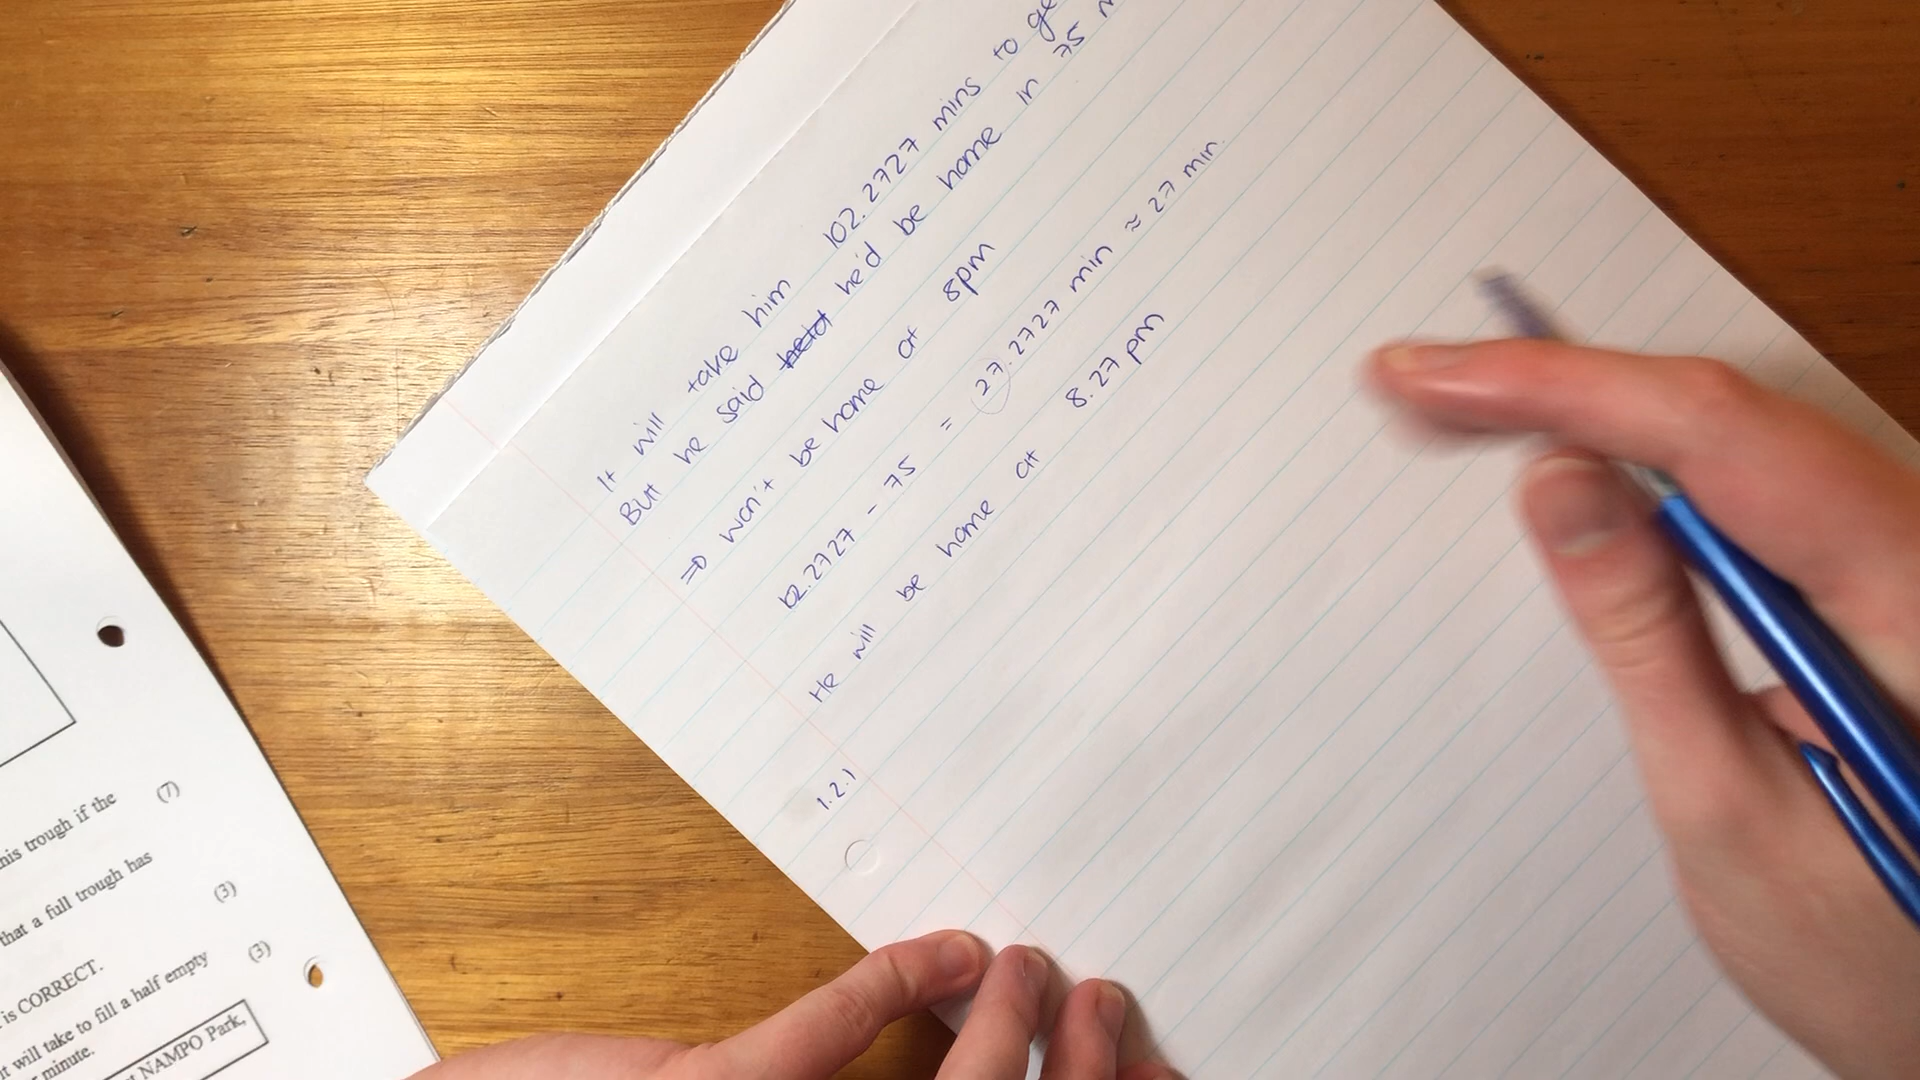 It will take him 102.2727 mins to ge
But he said held he'd be home in 75
⇒ won't be home at 8pm
102.2727 - 75 = 27.2727 min ≈ 27 min.
He will be home at 8.27 pm
1.2.1
his trough if the (7)
that a full trough has (3)
is CORRECT.
it will take to fill a half empty (3)
minute.
NAMPO Park,